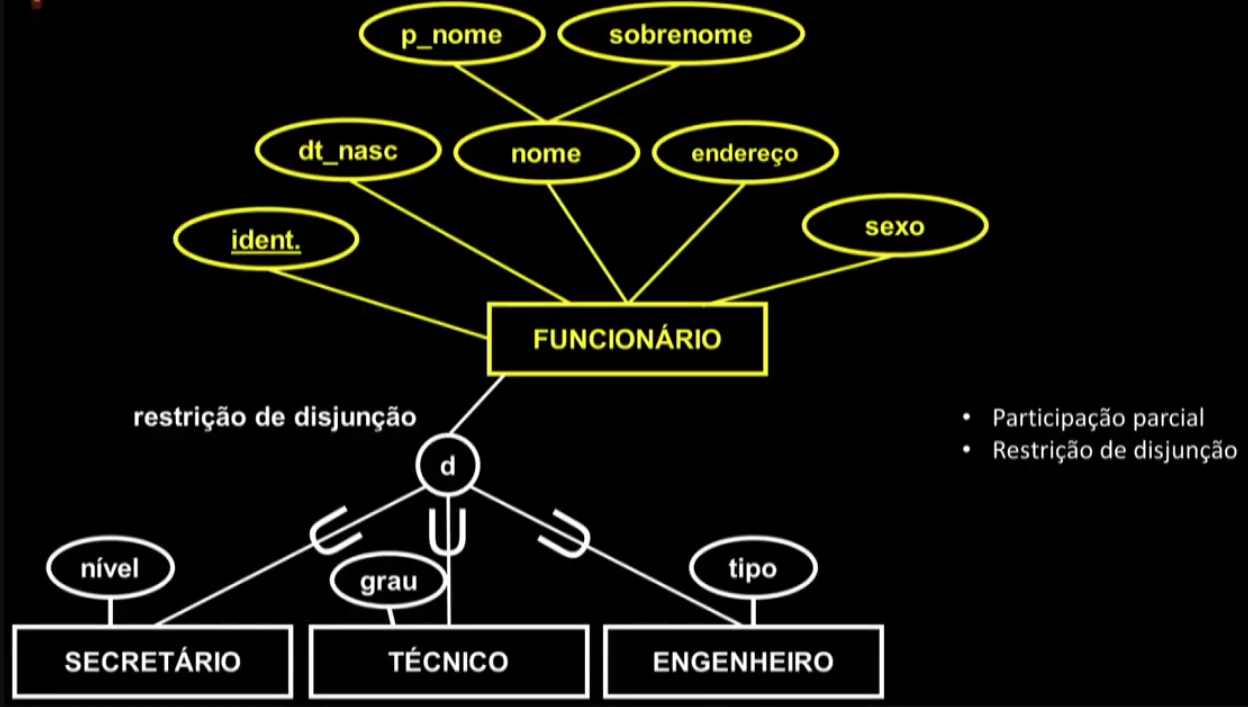 p_nome
sobrenome
dt_nasc
nome
endereço
ident.
sexo
FUNCIONÁRIO
restrição de disjunção
• Participação parcial
• Restrição de disjunção
d
nível
grau
tipo
SECRETÁRIO
TÉCNICO
ENGENHEIRO